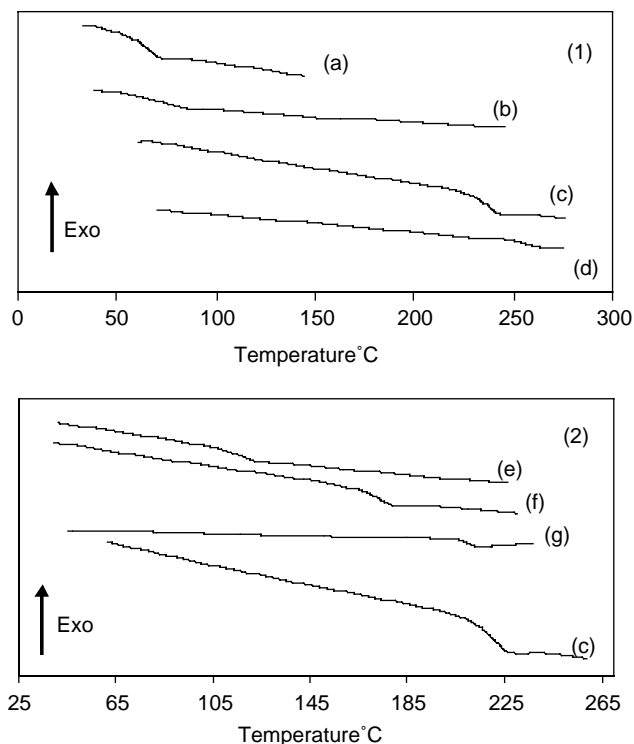 (1)
(a)
(b)
(c)
Exo
(d)
0 50 100 150 200 250 300
Temperature˚C
(2)
(e)
(f)
(g)
Exo
(c)
25 65 105 145 185 225 265
Temperature˚C